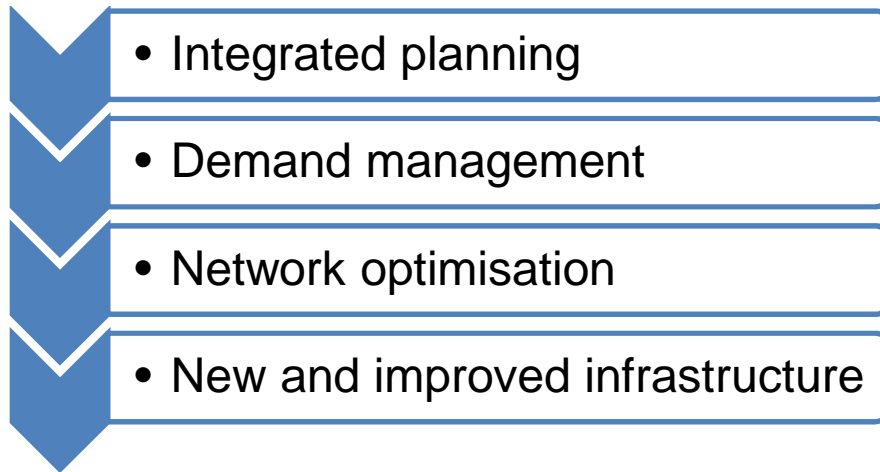 • Integrated planning
• Demand management
• Network optimisation
• New and improved infrastructure